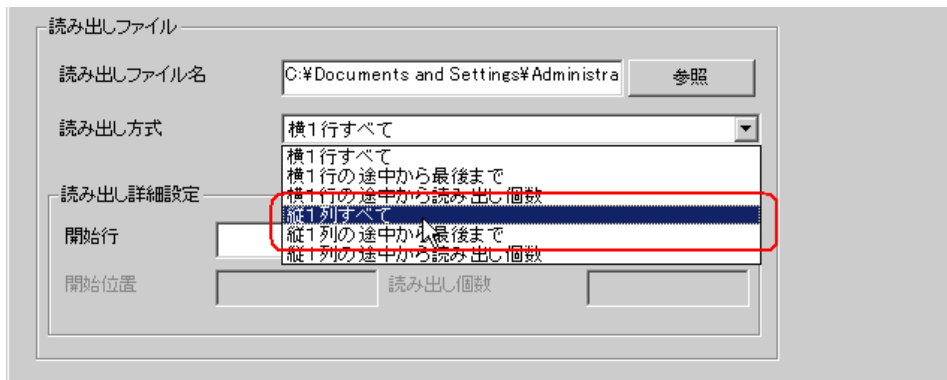 読み出しファイル
読み出しファイル名
C:¥Documents and Settings¥Administra
参照
読み出し方式
横1行すべて
横1行すべて
横1行の途中から最後まで
横1行の途中から読み出し個数
縦1列すべて
縦1列の途中から最後まで
縦1列の途中から読み出し個数
読み出し詳細設定
開始行
開始位置
読み出し個数